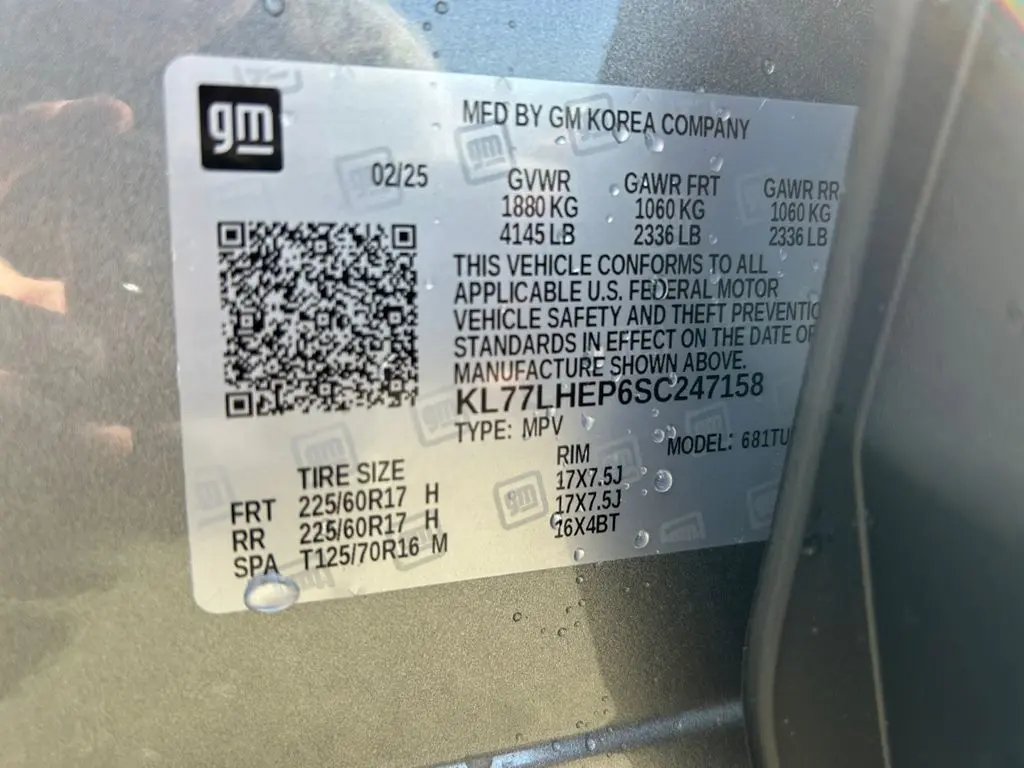 gm
MFD BY GM KOREA COMPANY
02/25
GVWR GAWR FRT GAWR RR
1880 KG 1060 KG 1060 KG
4145 LB 2336 LB 2336 LB
THIS VEHICLE CONFORMS TO ALL
APPLICABLE U.S. FEDERAL MOTOR
VEHICLE SAFETY AND THEFT PREVENTIO
STANDARDS IN EFFECT ON THE DATE OF
MANUFACTURE SHOWN ABOVE.
KL77LHEP6SC247158
TYPE: MPV MODEL: 681TU
TIRE SIZE RIM
FRT 225/60R17 H 17X7.5J
RR 225/60R17 H 17X7.5J
SPA T125/70R16 M 16X4BT